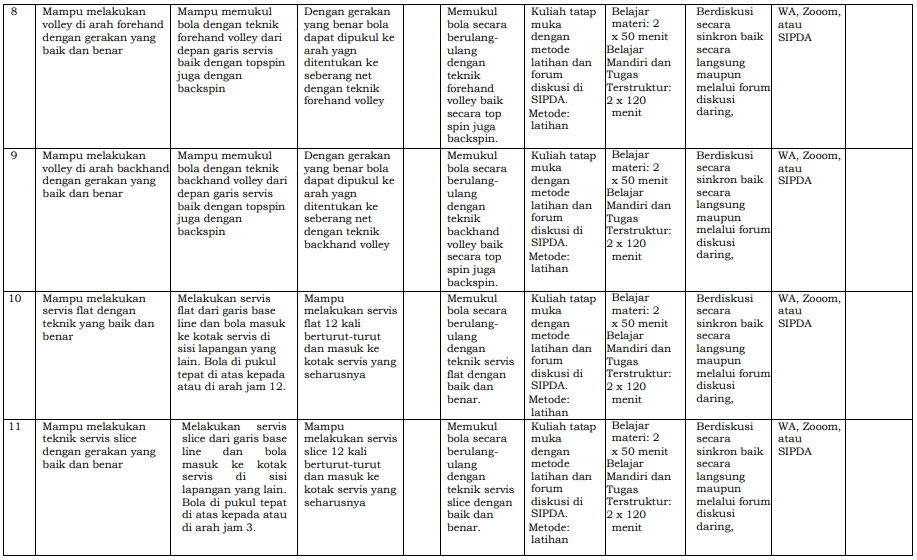 8
Mampu melakukan
volley di arah forehand
dengan gerakan yang
baik dan benar
Mampu memukul
bola dengan teknik
forehand volley dari
depan garis servis
baik dengan topspin
juga dengan
backspin
Dengan gerakan
yang benar bola
dapat dipukul ke
arah yagn
ditentukan ke
seberang net
dengan teknik
forehand volley
Memukul
bola secara
berulang-
ulang
dengan
teknik
forehand
volley baik
secara top
spin juga
backspin.
Kuliah tatap
muka
dengan
metode
latihan dan
forum
diskusi di
SIPDA.
Metode:
latihan
Belajar
materi: 2
x 50 menit
Belajar
Mandiri dan
Tugas
Terstruktur:
2 x 120
menit
Berdiskusi
secara
sinkron baik
secara
langsung
maupun
melalui forum
diskusi
daring,
WA, Zooom,
atau
SIPDA
9
Mampu melakukan
volley di arah backhand
dengan gerakan yang
baik dan benar
Mampu memukul
bola dengan teknik
backhand volley dari
depan garis servis
baik dengan topspin
juga dengan
backspin
Dengan gerakan
yang benar bola
dapat dipukul ke
arah yagn
ditentukan ke
seberang net
dengan teknik
backhand volley
Memukul
bola secara
berulang-
ulang
dengan
teknik
backhand
volley baik
secara top
spin juga
backspin.
Kuliah tatap
muka
dengan
metode
latihan dan
forum
diskusi di
SIPDA.
Metode:
latihan
Belajar
materi: 2
x 50 menit
Belajar
Mandiri dan
Tugas
Terstruktur:
2 x 120
menit
Berdiskusi
secara
sinkron baik
secara
langsung
maupun
melalui forum
diskusi
daring,
WA, Zooom,
atau
SIPDA
10
Mampu melakukan
servis flat dengan
teknik yang baik dan
benar
Melakukan servis
flat dari garis base
line dan bola masuk
ke kotak servis di
sisi lapangan yang
lain. Bola di pukul
tepat di atas kepada
atau di arah jam 12.
Mampu
melakukan servis
flat 12 kali
berturut-turut
dan masuk ke
kotak servis yang
seharusnya
Memukul
bola secara
berulang-
ulang
dengan
teknik servis
flat dengan
baik dan
benar.
Kuliah tatap
muka
dengan
metode
latihan dan
forum
diskusi di
SIPDA.
Metode:
latihan
Belajar
materi: 2
x 50 menit
Belajar
Mandiri dan
Tugas
Terstruktur:
2 x 120
menit
Berdiskusi
secara
sinkron baik
secara
langsung
maupun
melalui forum
diskusi
daring,
WA, Zooom,
atau
SIPDA
11
Mampu melakukan
teknik servis slice
dengan gerakan yang
baik dan benar
Melakukan servis
slice dari garis base
line dan bola
masuk ke kotak
servis di sisi
lapangan yang lain.
Bola di pukul tepat
di atas kepada atau
di arah jam 3.
Mampu
melakukan servis
slice 12 kali
berturut-turut
dan masuk ke
kotak servis yang
seharusnya
Memukul
bola secara
berulang-
ulang
dengan
teknik servis
slice dengan
baik dan
benar.
Kuliah tatap
muka
dengan
metode
latihan dan
forum
diskusi di
SIPDA.
Metode:
latihan
Belajar
materi: 2
x 50 menit
Belajar
Mandiri dan
Tugas
Terstruktur:
2 x 120
menit
Berdiskusi
secara
sinkron baik
secara
langsung
maupun
melalui forum
diskusi
daring,
WA, Zooom,
atau
SIPDA